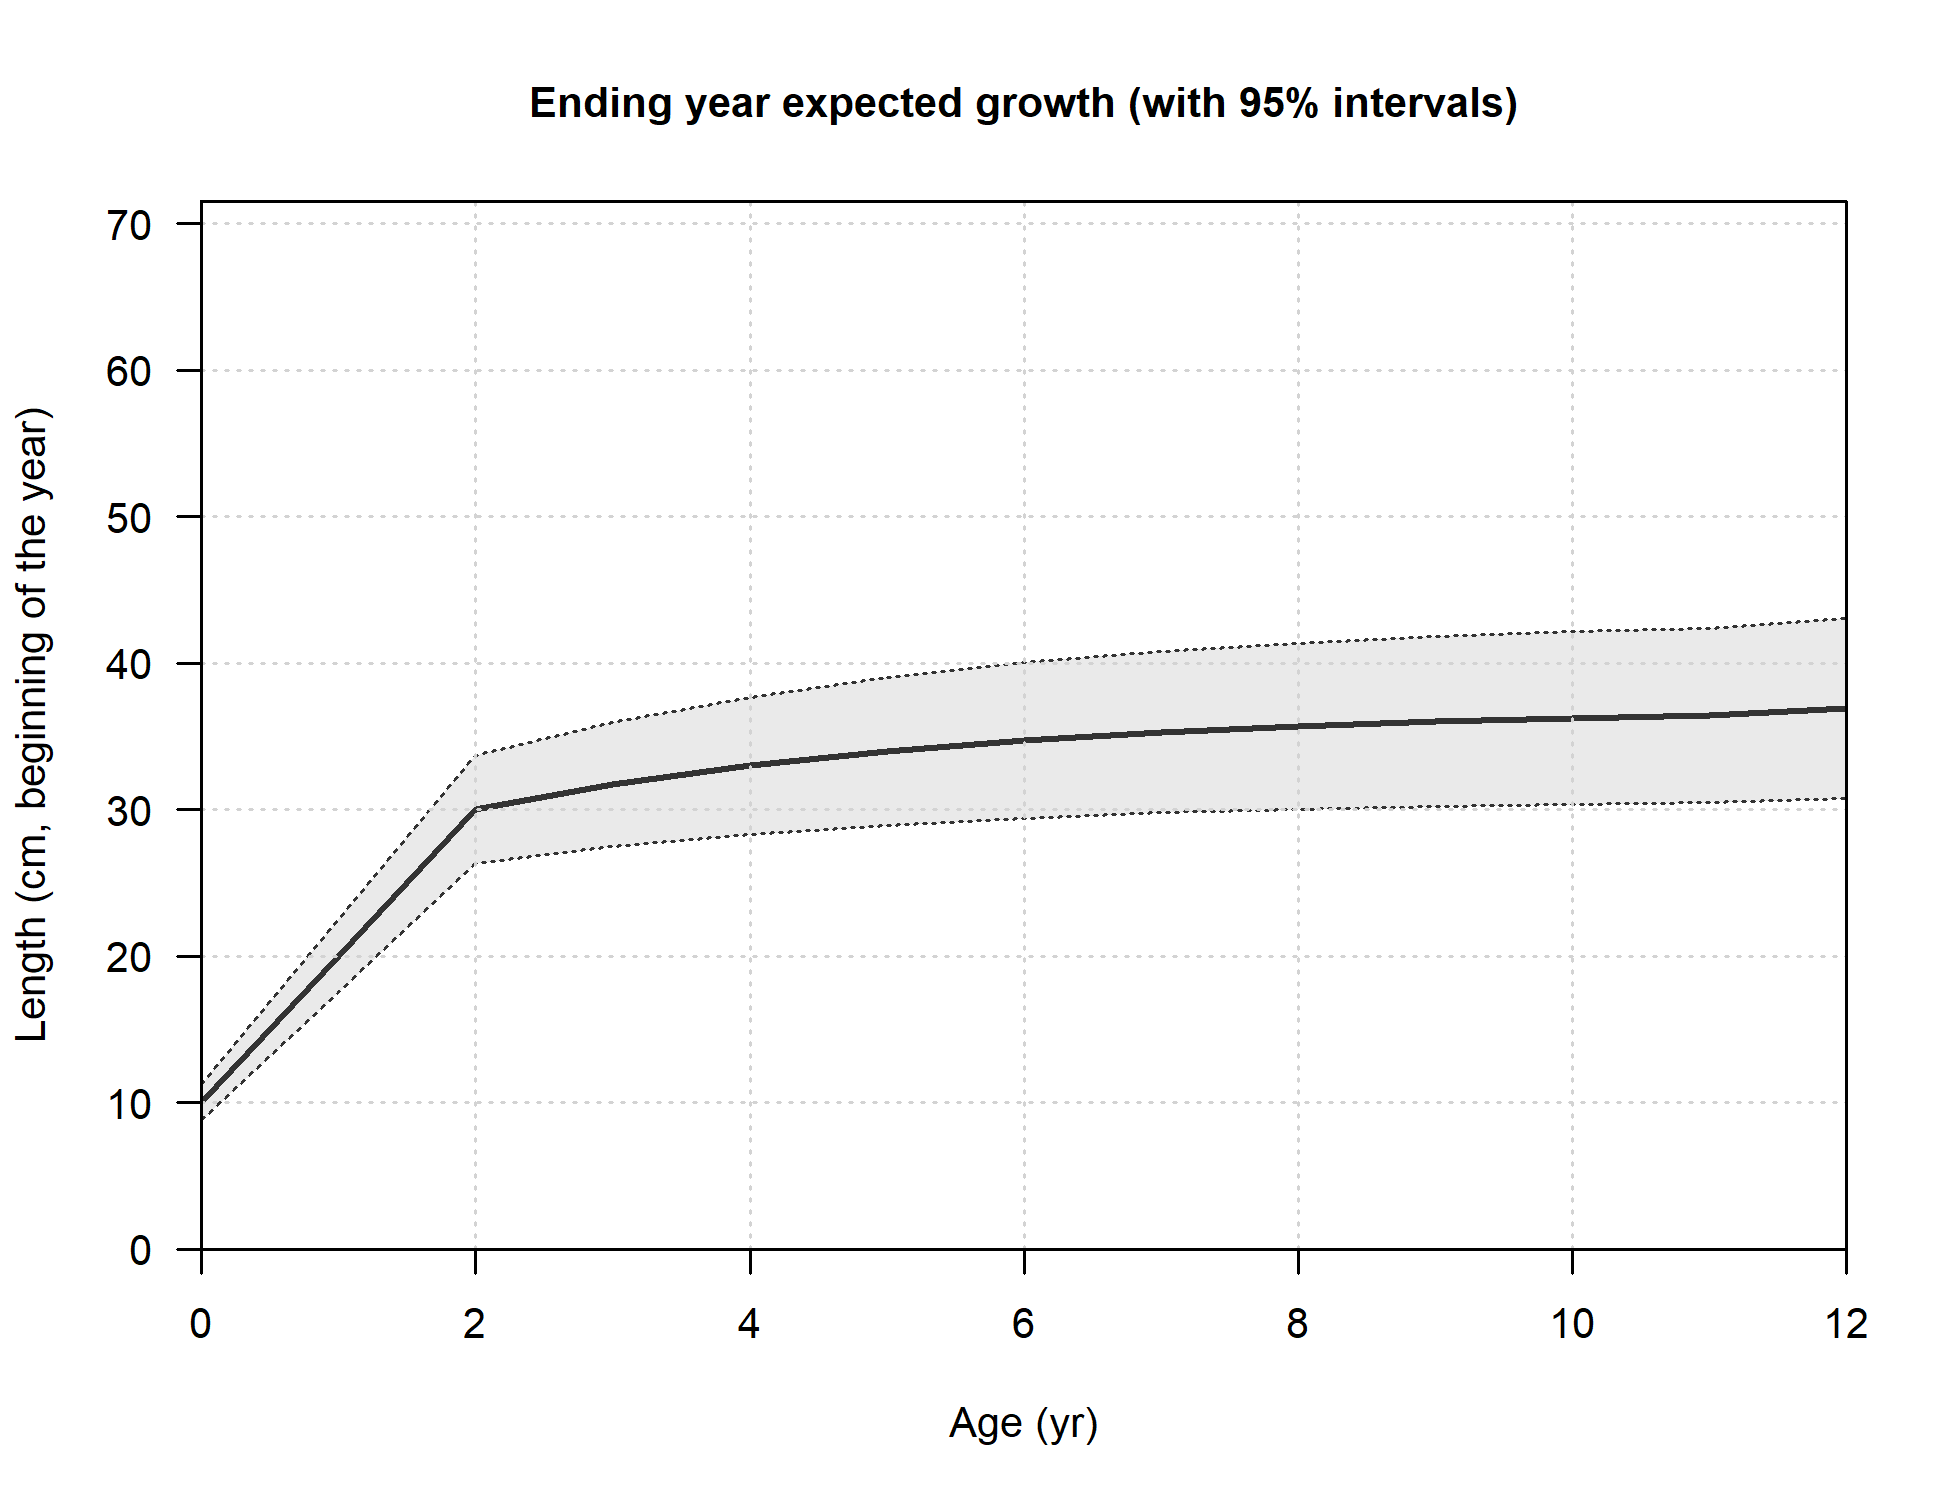 Ending year expected growth (with 95% intervals)
Length (cm, beginning of the year)
70
60
50
40
30
20
10
0
0 2 4 6 8 10 12
Age (yr)